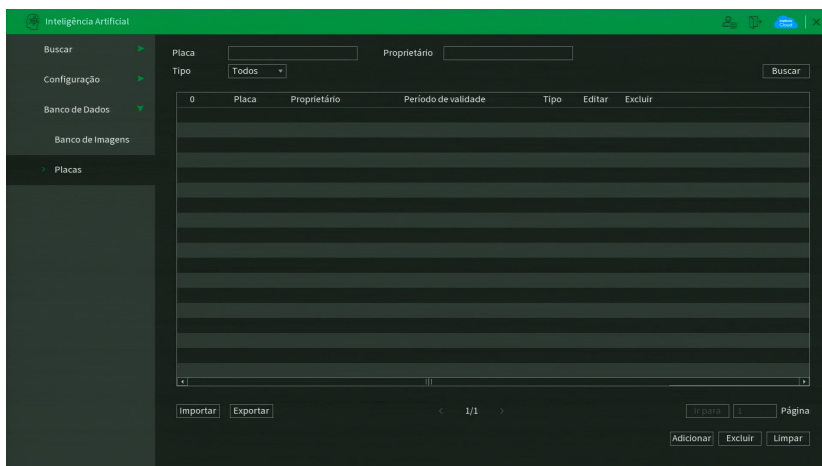 Inteligência Artificial
Buscar
Configuração
Banco de Dados
Banco de Imagens
Placas
Placa
Proprietário
Tipo
Todos
Buscar
0 Placa Proprietário Período de validade Tipo Editar Excluir
Importar Exportar
1/1
Ir para 1 Página
Adicionar Excluir Limpar